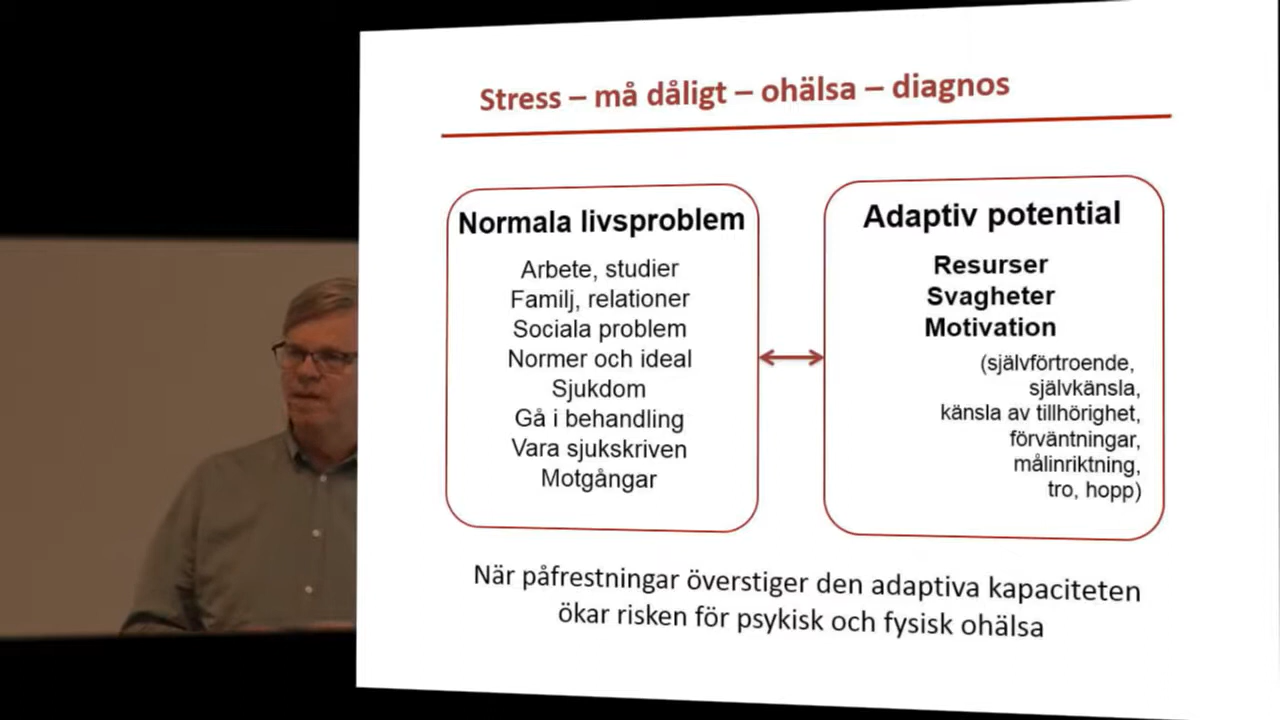 Stress – må dåligt – ohälsa – diagnos
Normala livsproblem
Arbete, studier
Familj, relationer
Sociala problem
Normer och ideal
Sjukdom
Gå i behandling
Vara sjukskriven
Motgångar
Adaptiv potential
Resurser
Svagheter
Motivation
(självförtroende,
självkänsla,
känsla av tillhörighet,
förväntningar,
målinriktning,
tro, hopp)
När påfrestningar överstiger den adaptiva kapaciteten
ökar risken för psykisk och fysisk ohälsa